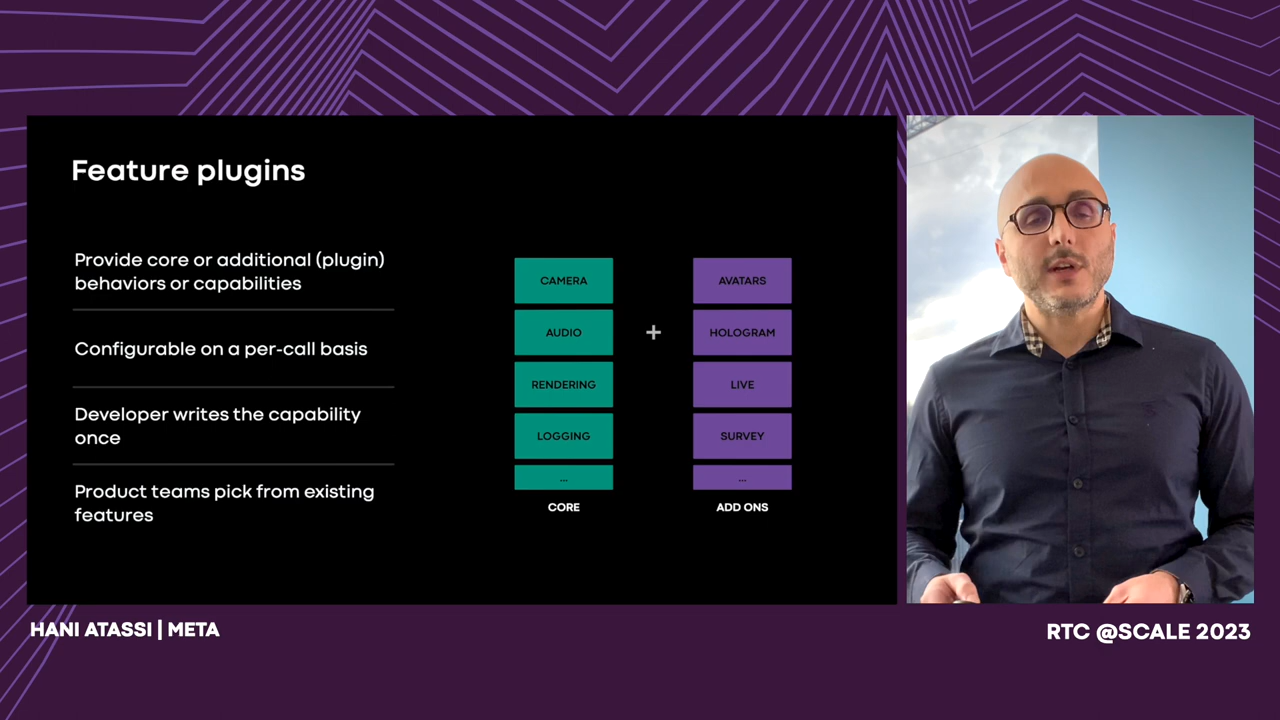 Feature plugins
Provide core or additional (plugin)
behaviors or capabilities
Configurable on a per-call basis
Developer writes the capability
once
Product teams pick from existing
features
CAMERA
AUDIO
RENDERING
LOGGING
...
CORE
+
AVATARS
HOLOGRAM
LIVE
SURVEY
...
ADD ONS
HANI ATASSI | META
RTC @SCALE 2023